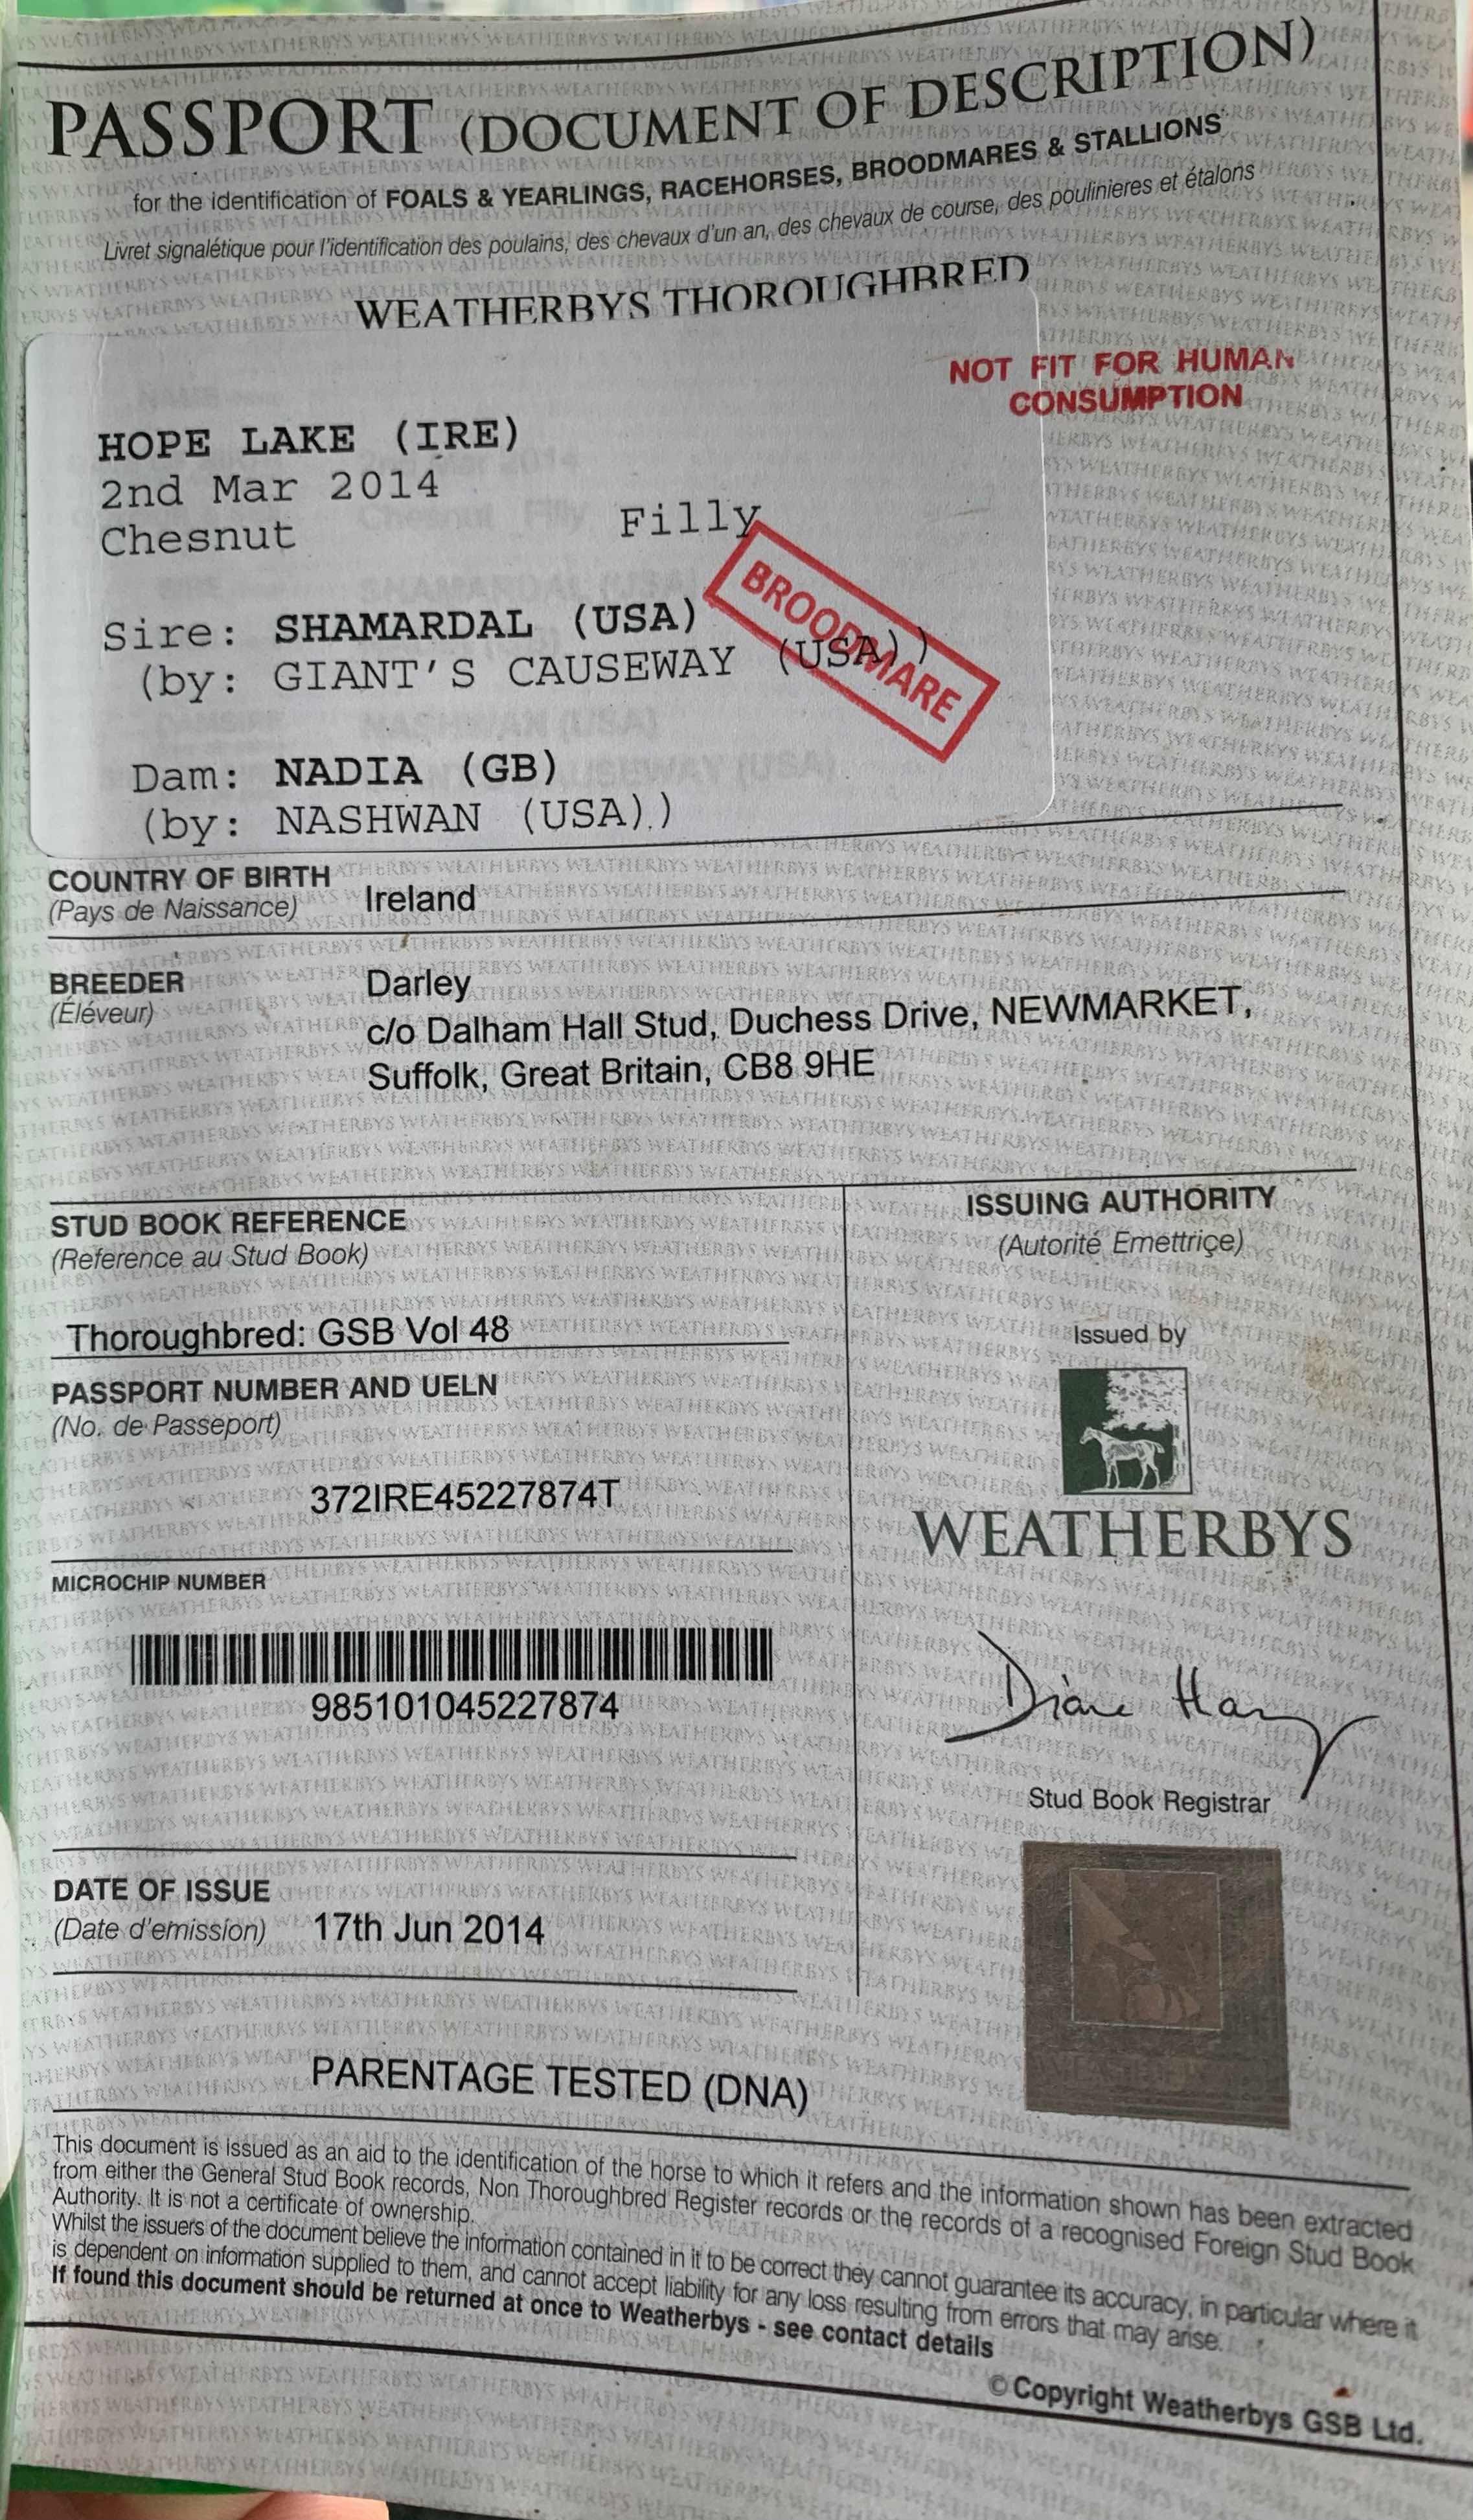 PASSPORT (DOCUMENT OF DESCRIPTION)
for the identification of FOALS & YEARLINGS, RACEHORSES, BROODMARES & STALLIONS
Livret signalétique pour l'identification des poulains, des chevaux d'un an, des chevaux de course, des poulinieres et étalons
WEATHERBYS THOROUGHBRED
NOT FIT FOR HUMAN
CONSUMPTION
HOPE LAKE (IRE)
2nd Mar 2014
Chesnut Filly
BROODMARE
Sire: SHAMARDAL (USA)
(by: GIANT'S CAUSEWAY (USA))
Dam: NADIA (GB)
(by: NASHWAN (USA))
COUNTRY OF BIRTH
(Pays de Naissance) Ireland
BREEDER Darley
(Éléveur) c/o Dalham Hall Stud, Duchess Drive, NEWMARKET,
Suffolk, Great Britain, CB8 9HE
STUD BOOK REFERENCE
(Reference au Stud Book)
Thoroughbred: GSB Vol 48
PASSPORT NUMBER AND UELN
(No. de Passeport)
372IRE45227874T
MICROCHIP NUMBER
985101045227874
DATE OF ISSUE
(Date d'emission) 17th Jun 2014
ISSUING AUTHORITY
(Autorité Emettriçe)
Issued by
WEATHERBYS
Stud Book Registrar
PARENTAGE TESTED (DNA)
This document is issued as an aid to the identification of the horse to which it refers and the information shown has been extracted
from either the General Stud Book records, Non Thoroughbred Register records or the records of a recognised Foreign Stud Book
Authority. It is not a certificate of ownership.
Whilst the issuers of the document believe the information contained in it to be correct they cannot guarantee its accuracy, in particular where it
is dependent on information supplied to them, and cannot accept liability for any loss resulting from errors that may arise.
If found this document should be returned at once to Weatherbys - see contact details
© Copyright Weatherbys GSB Ltd.